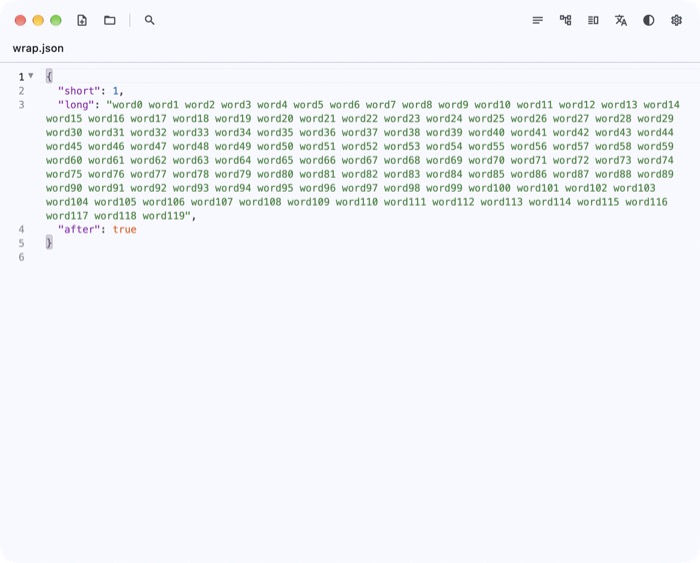 wrap.json
1 {
2   "short": 1,
3   "long": "word0 word1 word2 word3 word4 word5 word6 word7 word8 word9 word10 word11 word12 word13 word14
word15 word16 word17 word18 word19 word20 word21 word22 word23 word24 word25 word26 word27 word28 word29
word30 word31 word32 word33 word34 word35 word36 word37 word38 word39 word40 word41 word42 word43 word44
word45 word46 word47 word48 word49 word50 word51 word52 word53 word54 word55 word56 word57 word58 word59
word60 word61 word62 word63 word64 word65 word66 word67 word68 word69 word70 word71 word72 word73 word74
word75 word76 word77 word78 word79 word80 word81 word82 word83 word84 word85 word86 word87 word88 word89
word90 word91 word92 word93 word94 word95 word96 word97 word98 word99 word100 word101 word102 word103
word104 word105 word106 word107 word108 word109 word110 word111 word112 word113 word114 word115 word116
word117 word118 word119",
4   "after": true
5 }
6